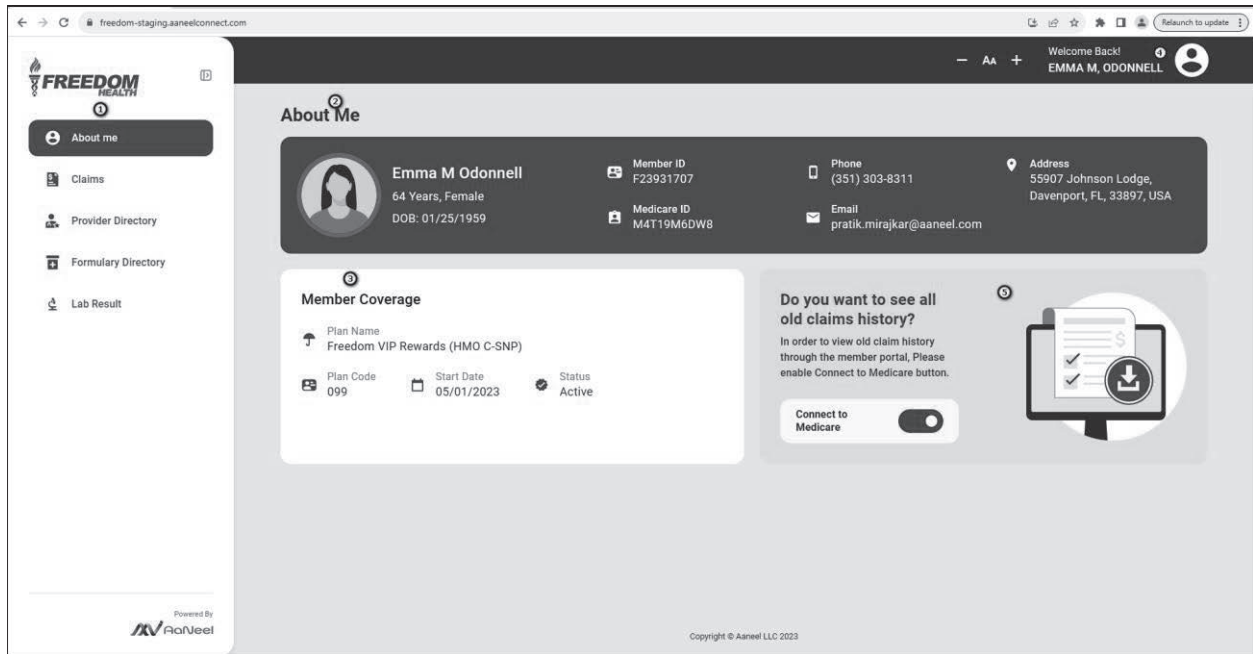 freedom-staging.aaneelconnect.com
Relaunch to update
FREEDOM
HEALTH
1
About me
Claims
Provider Directory
Formulary Directory
Lab Result
Powered By
AaNeel
− AA +
Welcome Back!
4
EMMA M, ODONNELL
2
About Me
Emma M Odonnell
64 Years, Female
DOB: 01/25/1959
Member ID
F23931707
Medicare ID
M4T19M6DW8
Phone
(351) 303-8311
Email
pratik.mirajkar@aaneel.com
Address
55907 Johnson Lodge,
Davenport, FL, 33897, USA
3
Member Coverage
Plan Name
Freedom VIP Rewards (HMO C-SNP)
Plan Code
099
Start Date
05/01/2023
Status
Active
Do you want to see all
old claims history?
5
In order to view old claim history
through the member portal, Please
enable Connect to Medicare button.
Connect to
Medicare
$
Copyright © Aaneel LLC 2023